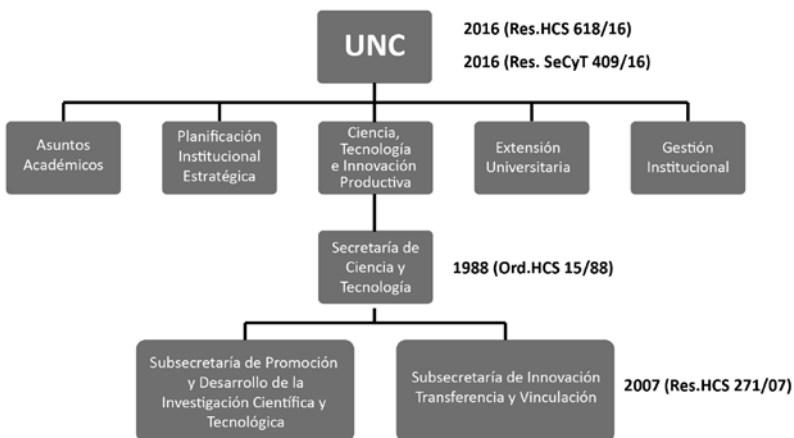 UNC
2016 (Res.HCS 618/16)
2016 (Res. SeCyT 409/16)
Asuntos
Académicos
Planificación
Institucional
Estratégica
Ciencia,
Tecnología
e Innovación
Productiva
Extensión
Universitaria
Gestión
Institucional
Secretaría de
Ciencia y
Tecnología
1988 (Ord.HCS 15/88)
Subsecretaría de Promoción
y Desarrollo de la
Investigación Científica y
Tecnológica
Subsecretaría de Innovación
Transferencia y Vinculación
2007 (Res.HCS 271/07)